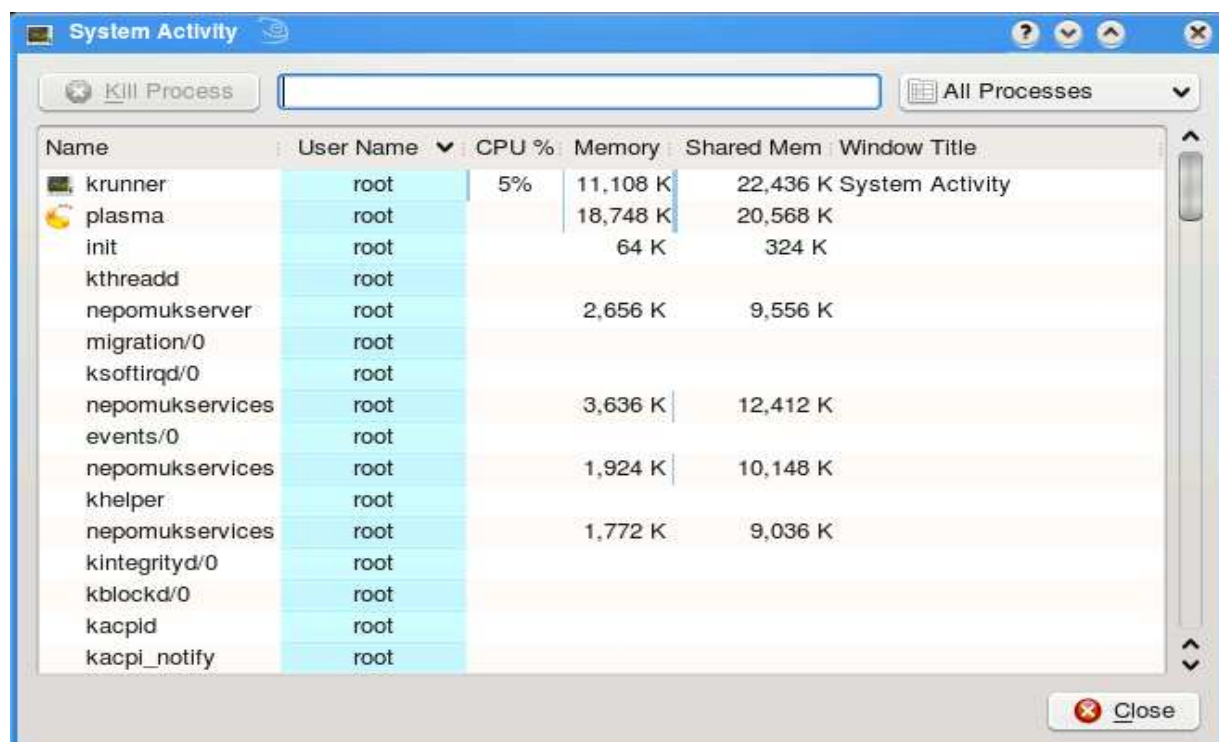 System Activity
Kill Process
All Processes
Name User Name CPU % Memory Shared Mem Window Title
krunner root 5% 11,108 K 22,436 K System Activity
plasma root 18,748 K 20,568 K
init root 64 K 324 K
kthreadd root
nepomukserver root 2,656 K 9,556 K
migration/0 root
ksoftirqd/0 root
nepomukservices root 3,636 K 12,412 K
events/0 root
nepomukservices root 1,924 K 10,148 K
khelper root
nepomukservices root 1,772 K 9,036 K
kintegrityd/0 root
kblockd/0 root
kacpid root
kacpi_notify root
Close